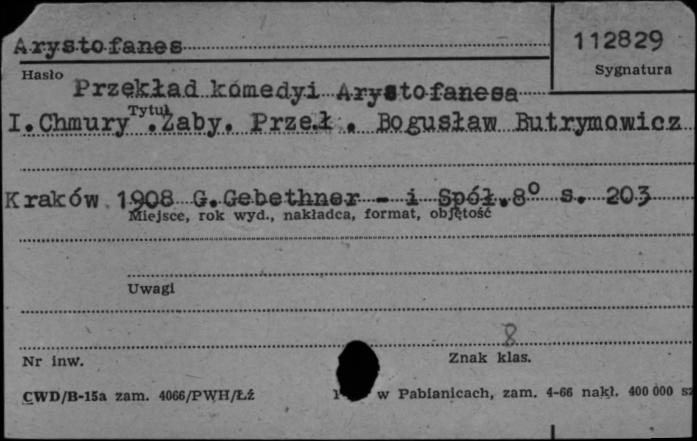 Arystofanes
112829
Hasło
Sygnatura
Przekład komedyi Arystofanesa
Tytuł
I.Chmury .Żaby. Przeł. Bogusław Butrymowicz
Kraków 1908 G.Gebethner - i Spół.8° s. 203
Miejsce, rok wyd., nakładca, format, objętość
Uwagi
8
Nr inw.
Znak klas.
CWD/B-15a zam. 4066/PWH/Łź
w Pabianicach, zam. 4-66 nakł. 400 000